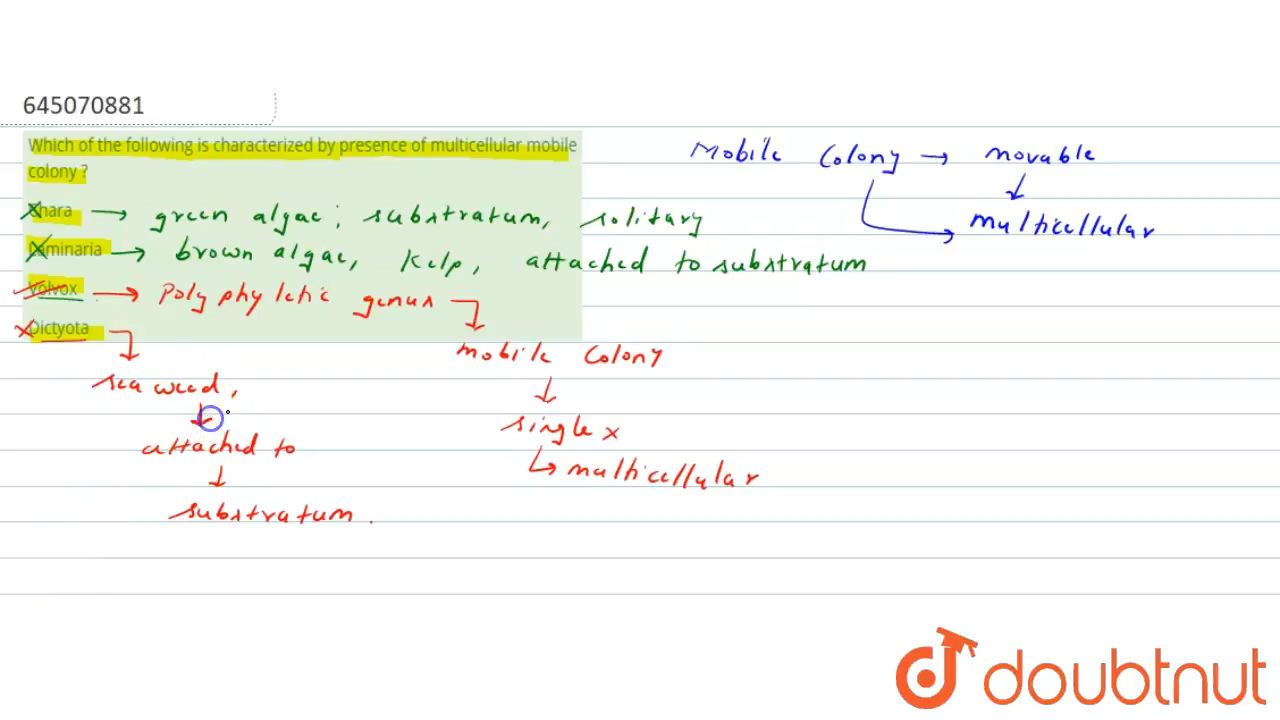 645070881
Which of the following is characterized by presence of multicellular mobile
colony ?
Chara → green algae; substratum, solitary
Laminaria → brown algae, Kelp, attached to substratum
Volvox → Polyphyletic genus
Dictyota
Mobile Colony → movable
multicellular
mobile Colony
single x
multicellular
sea weed,
attached to
substratum.
doubtnut